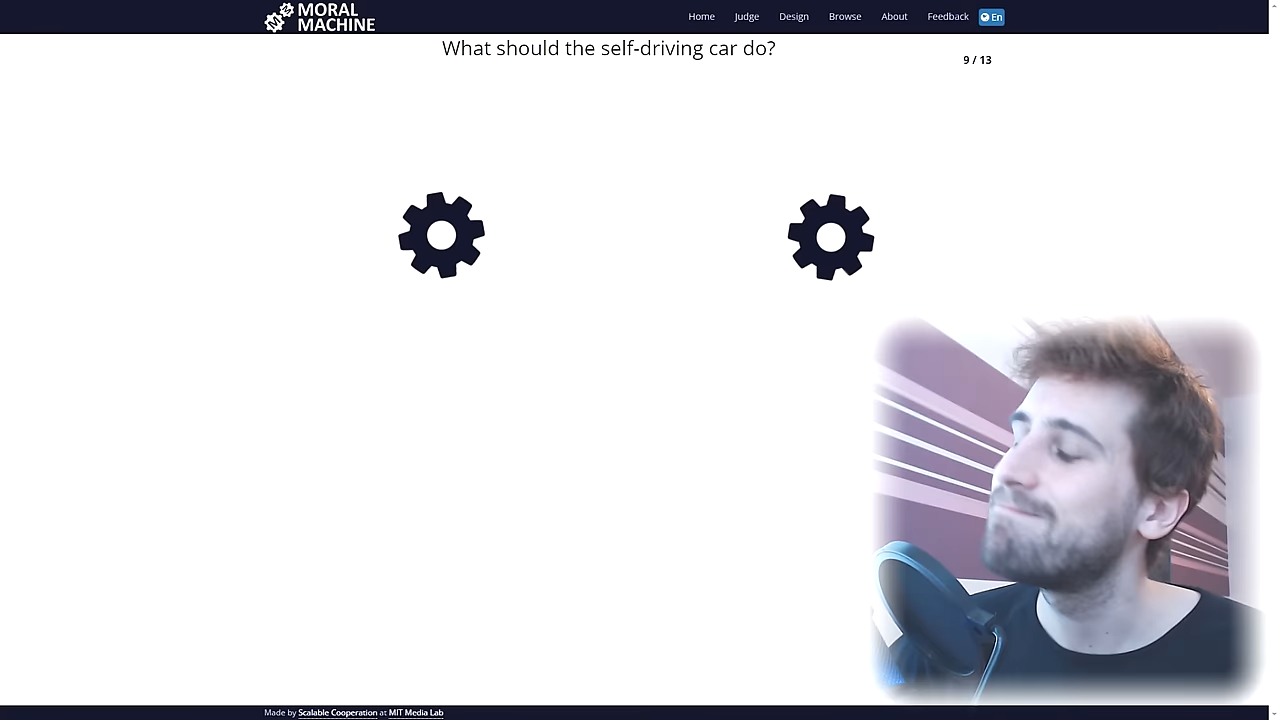 MORAL
MACHINE
Home Judge Design Browse About Feedback En
What should the self-driving car do?
9 / 13
Made by Scalable Cooperation at MIT Media Lab